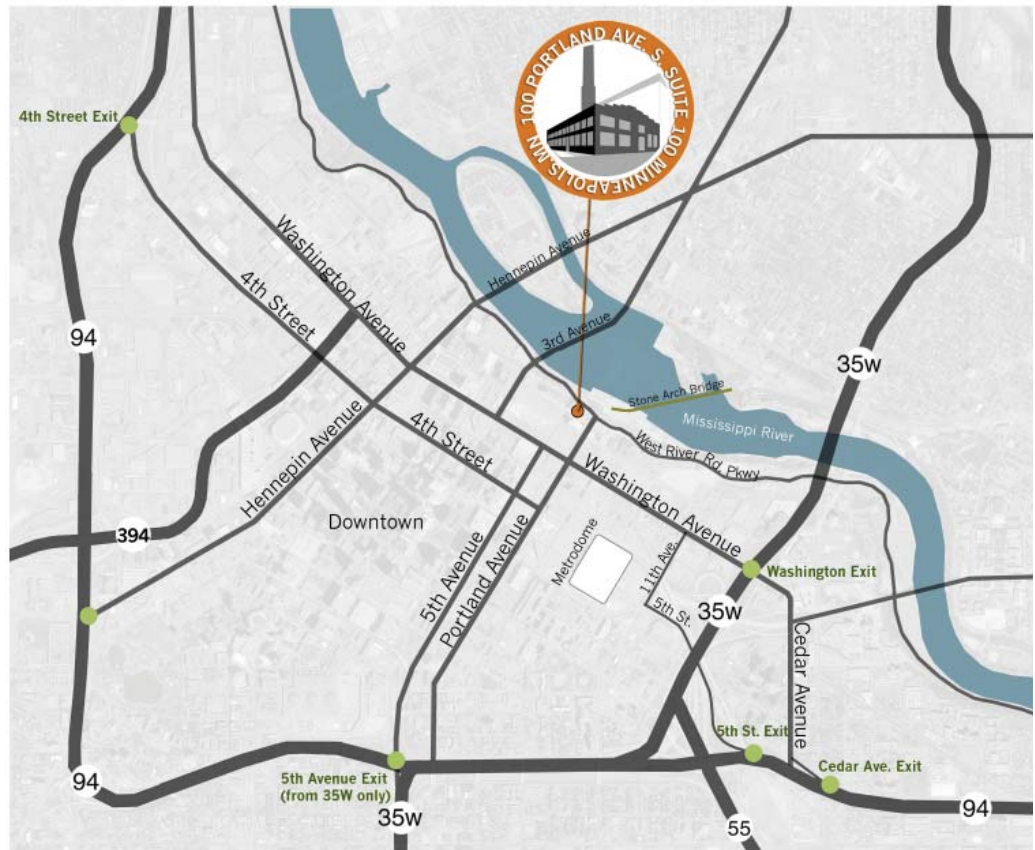 100 PORTLAND AVE. S. SUITE 100 MINNEAPOLIS MN
4th Street Exit
Washington Avenue
Hennepin Avenue
4th Street
3rd Avenue
94
35w
Stone Arch Bridge
Mississippi River
4th Street
West River Rd. Pkwy
Hennepin Avenue
Washington Avenue
Downtown
394
5th Avenue
Portland Avenue
Metrodome
11th Ave.
Washington Exit
5th St.
35w
Cedar Avenue
5th St. Exit
Cedar Ave. Exit
94
5th Avenue Exit
(from 35W only)
35w
55
94